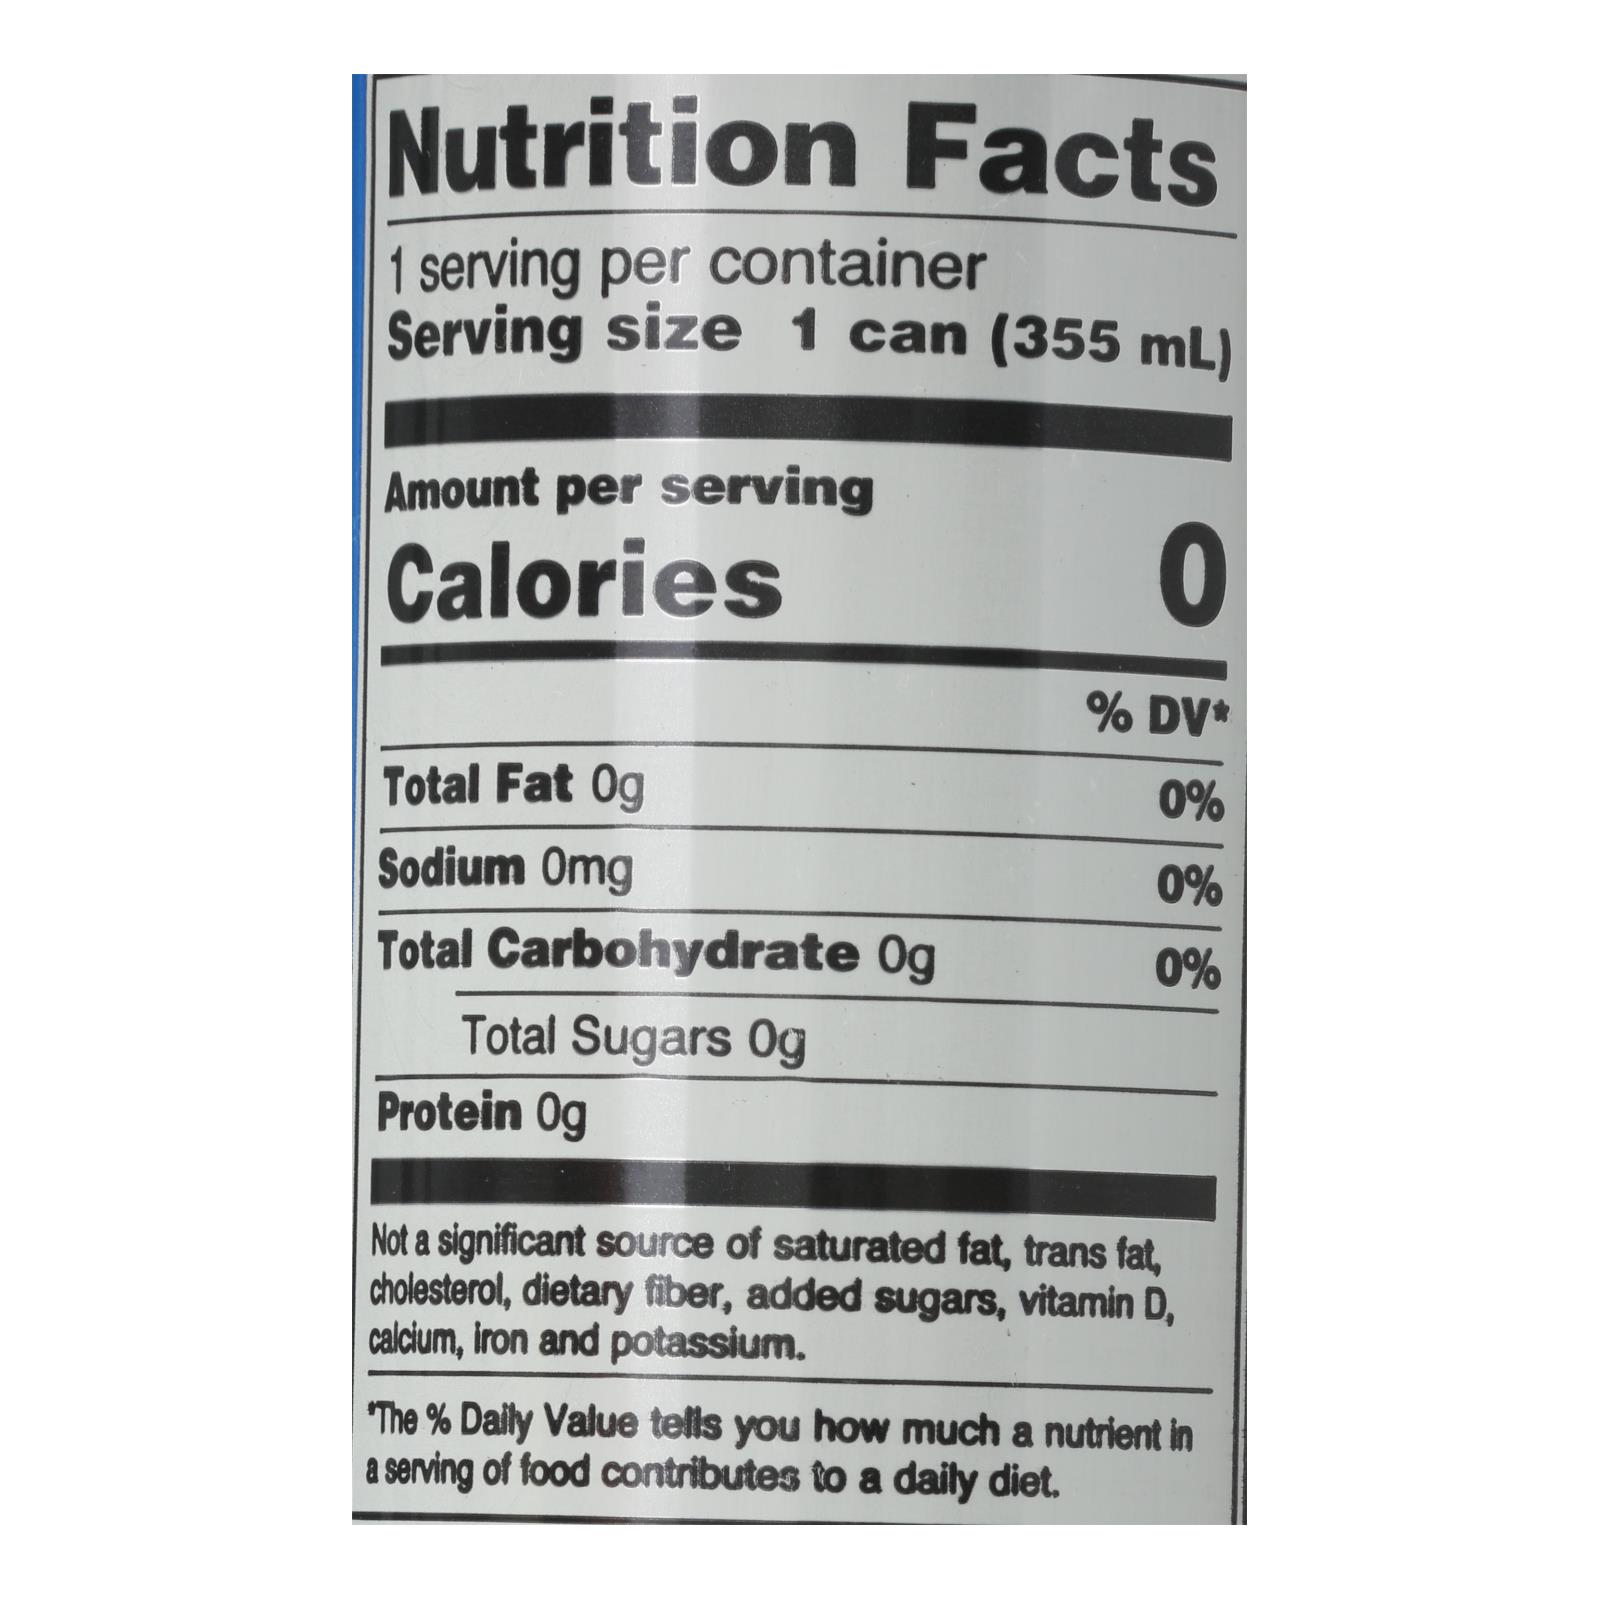 Nutrition Facts
1 serving per container
Serving size 1 can (355 mL)
Amount per serving
Calories 0
% DV*
Total Fat 0g 0%
Sodium 0mg 0%
Total Carbohydrate 0g 0%
Total Sugars 0g
Protein 0g
Not a significant source of saturated fat, trans fat,
cholesterol, dietary fiber, added sugars, vitamin D,
calcium, iron and potassium.
*The % Daily Value tells you how much a nutrient in
a serving of food contributes to a daily diet.